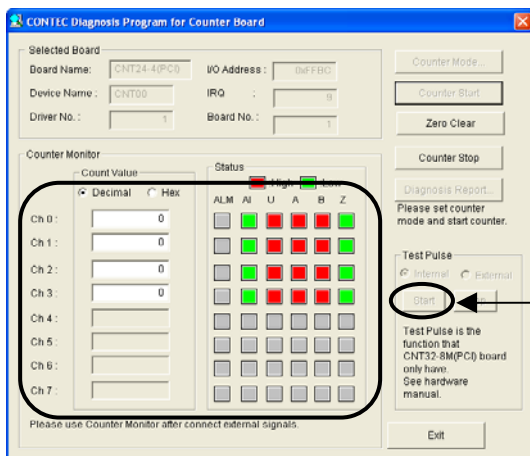 CONTEC Diagnosis Program for Counter Board
Selected Board
Board Name: CNT24-4(PCI) I/O Address : 0xFFBC
Device Name : CNT00 IRQ : 9
Driver No. : 1 Board No. : 1
Counter Mode...
Counter Start
Zero Clear
Counter Stop
Diagnosis Report...
Please set counter
mode and start counter.
Counter Monitor
Count Value
Decimal Hex
Status
High Low
ALM AI U A B Z
Ch 0 : 0
Ch 1 : 0
Ch 2 : 0
Ch 3 : 0
Ch 4 :
Ch 5 :
Ch 6 :
Ch 7 :
Please use Counter Monitor after connect external signals.
Test Pulse
Internal External
Start
Test Pulse is the
function that
CNT32-8M(PCI) board
only have.
See hardware
manual.
Exit